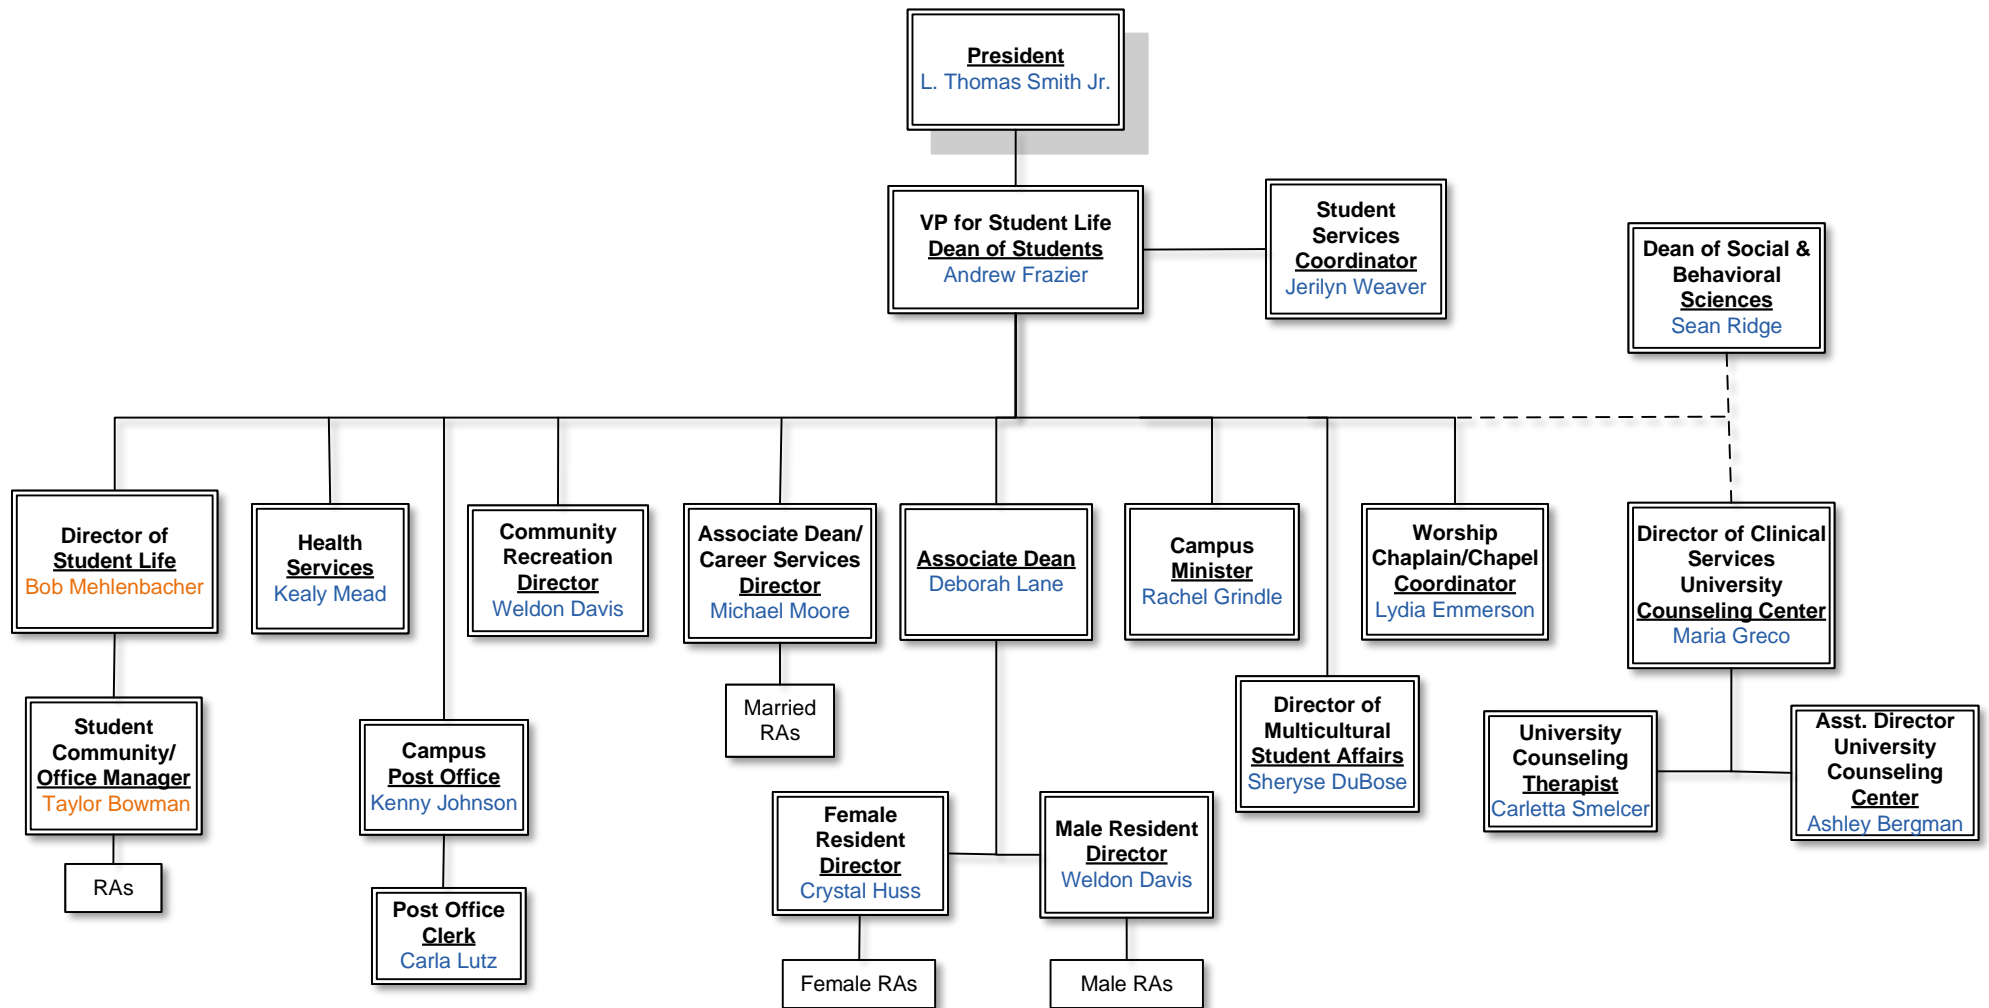 President
L. Thomas Smith Jr.
VP for Student Life
Dean of Students
Andrew Frazier
Student
Services
Coordinator
Jerilyn Weaver
Dean of Social &
Behavioral
Sciences
Sean Ridge
Director of
Student Life
Bob Mehlenbacher
Health
Services
Kealy Mead
Community
Recreation
Director
Weldon Davis
Associate Dean/
Career Services
Director
Michael Moore
Associate Dean
Deborah Lane
Campus
Minister
Rachel Grindle
Worship
Chaplain/Chapel
Coordinator
Lydia Emmerson
Director of Clinical
Services
University
Counseling Center
Maria Greco
Student
Community/
Office Manager
Taylor Bowman
Campus
Post Office
Kenny Johnson
Married
RAs
Director of
Multicultural
Student Affairs
Sheryse DuBose
University
Counseling
Therapist
Carletta Smelcer
Asst. Director
University
Counseling
Center
Ashley Bergman
Female
Resident
Director
Crystal Huss
Male Resident
Director
Weldon Davis
RAs
Post Office
Clerk
Carla Lutz
Female RAs
Male RAs